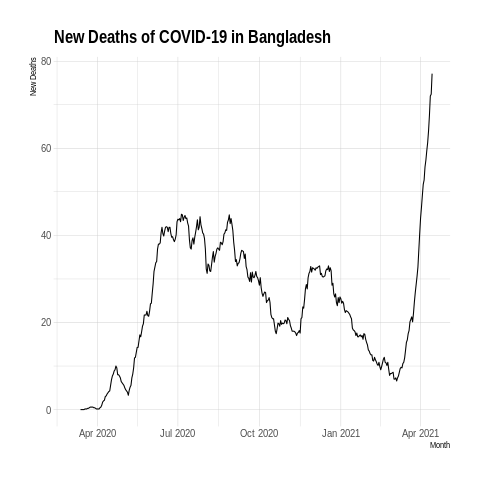 New Deaths of COVID-19 in Bangladesh
New Deaths
80
60
40
20
0
Apr 2020 Jul 2020 Oct 2020 Jan 2021 Apr 2021
Month